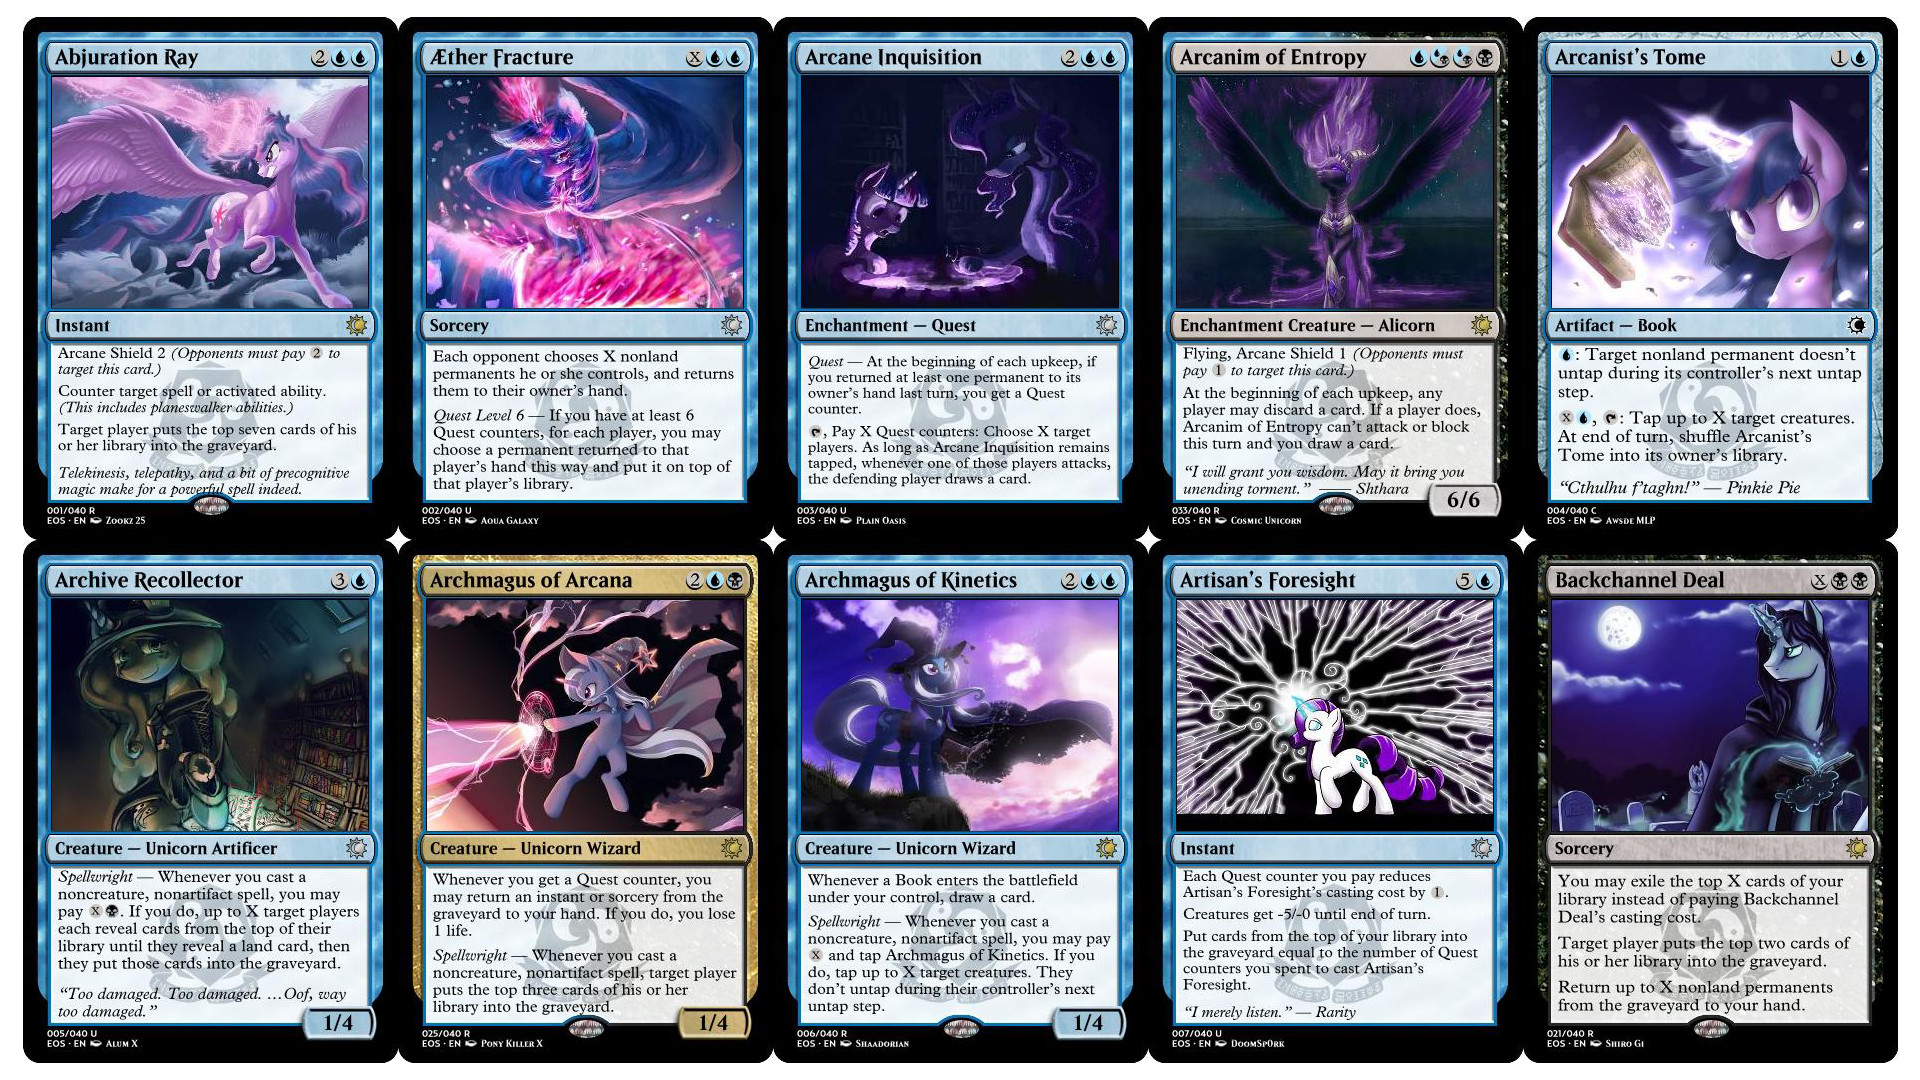 Abjuration Ray 2
Instant
Arcane Shield 2 (Opponents must pay 2 to
target this card.)
Counter target spell or activated ability.
(This includes planeswalker abilities.)
Target player puts the top seven cards of his
or her library into the graveyard.
Telekinesis, telepathy, and a bit of precognitive
magic make for a powerful spell indeed.
001/040 R
EOS · EN Zookz 25
Æther Fracture X
Sorcery
Each opponent chooses X nonland
permanents he or she controls, and returns
them to their owner's hand.
Quest Level 6 — If you have at least 6
Quest counters, for each player, you may
choose a permanent returned to that
player's hand this way and put it on top of
that player's library.
002/040 U
EOS · EN Aqua Galaxy
Arcane Inquisition 2
Enchantment — Quest
Quest — At the beginning of each upkeep, if
you returned at least one permanent to its
owner's hand last turn, you get a Quest
counter.
, Pay X Quest counters: Choose X target
players. As long as Arcane Inquisition remains
tapped, whenever one of those players attacks,
the defending player draws a card.
003/040 U
EOS · EN Plain Oasis
Arcanim of Entropy
Enchantment Creature — Alicorn
Flying, Arcane Shield 1 (Opponents must
pay 1 to target this card.)
At the beginning of each upkeep, any
player may discard a card. If a player does,
Arcanim of Entropy can't attack or block
this turn and you draw a card.
"I will grant you wisdom. May it bring you
unending torment." — Shthara
6/6
033/040 R
EOS · EN Cosmic Unicorn
Arcanist's Tome 1
Artifact — Book
: Target nonland permanent doesn't
untap during its controller's next untap
step.
X , : Tap up to X target creatures.
At end of turn, shuffle Arcanist's
Tome into its owner's library.
"Cthulhu f'taghn!" — Pinkie Pie
004/040 C
EOS · EN Awsde MLP
Archive Recollector 3
Creature — Unicorn Artificer
Spellwright — Whenever you cast a
noncreature, nonartifact spell, you may
pay X . If you do, up to X target players
each reveal cards from the top of their
library until they reveal a land card, then
they put those cards into the graveyard.
"Too damaged. Too damaged. …Oof, way
too damaged."
1/4
005/040 U
EOS · EN Alum X
Archmagus of Arcana 2
Creature — Unicorn Wizard
Whenever you get a Quest counter, you
may return an instant or sorcery from the
graveyard to your hand. If you do, you lose
1 life.
Spellwright — Whenever you cast a
noncreature, nonartifact spell, target player
puts the top three cards of his or her
library into the graveyard.
1/4
025/040 R
EOS · EN Pony Killer X
Archmagus of Kinetics 2
Creature — Unicorn Wizard
Whenever a Book enters the battlefield
under your control, draw a card.
Spellwright — Whenever you cast a
noncreature, nonartifact spell, you may pay
X and tap Archmagus of Kinetics. If you
do, tap up to X target creatures. They
don't untap during their controller's next
untap step.
1/4
006/040 R
EOS · EN Shaadorian
Artisan's Foresight 5
Instant
Each Quest counter you pay reduces
Artisan's Foresight's casting cost by 1.
Creatures get -5/-0 until end of turn.
Put cards from the top of your library into
the graveyard equal to the number of Quest
counters you spent to cast Artisan's
Foresight.
"I merely listen." — Rarity
007/040 U
EOS · EN DoomSp0rk
Backchannel Deal X
Sorcery
You may exile the top X cards of your
library instead of paying Backchannel
Deal's casting cost.
Target player puts the top two cards of
his or her library into the graveyard.
Return up to X nonland permanents
from the graveyard to your hand.
021/040 R
EOS · EN Shiro Gi